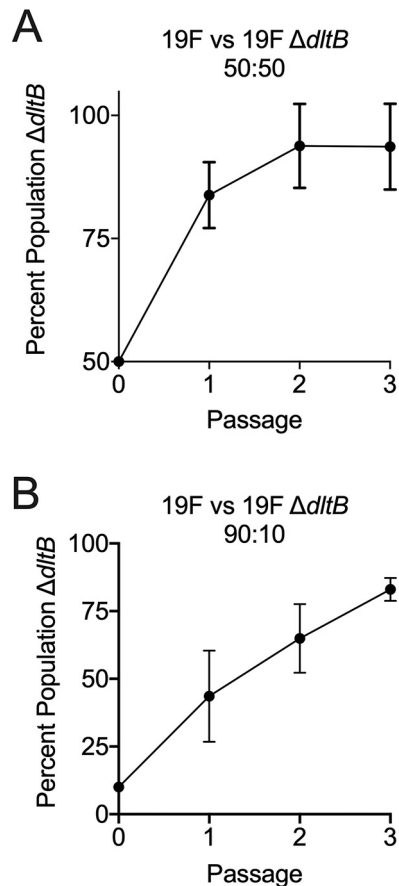 A
19F vs 19F ΔdltB
50:50
Percent Population ΔdltB
100
75
50
0 1 2 3
Passage
B
19F vs 19F ΔdltB
90:10
Percent Population ΔdltB
100
75
50
25
0
0 1 2 3
Passage